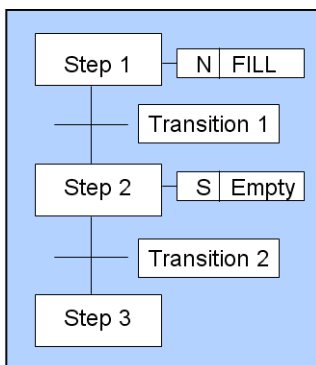 Step 1 N FILL
Transition 1
Step 2 S Empty
Transition 2
Step 3